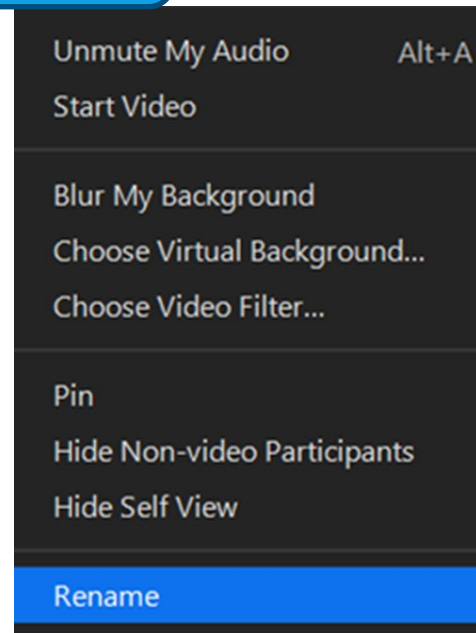 Unmute My Audio Alt+A
Start Video
Blur My Background
Choose Virtual Background...
Choose Video Filter...
Pin
Hide Non-video Participants
Hide Self View
Rename